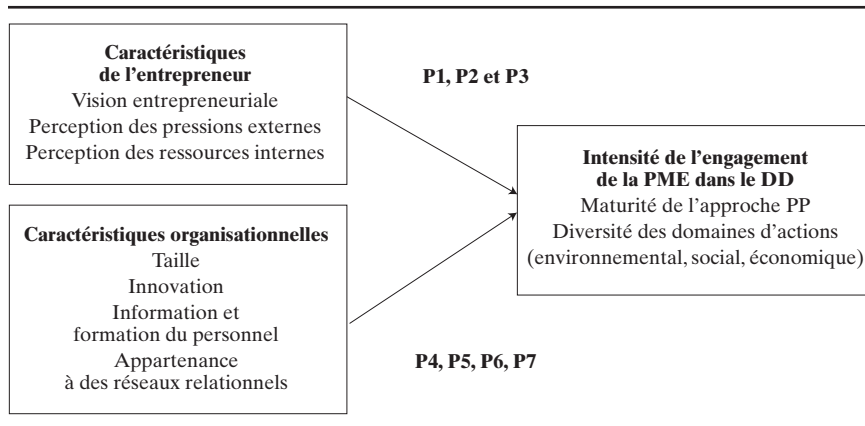 Caractéristiques
de l’entrepreneur
Vision entrepreneuriale
Perception des pressions externes
Perception des ressources internes
P1, P2 et P3
Intensité de l’engagement
de la PME dans le DD
Maturité de l’approche PP
Diversité des domaines d’actions
(environnemental, social, économique)
Caractéristiques organisationnelles
Taille
Innovation
Information et
formation du personnel
Appartenance
à des réseaux relationnels
P4, P5, P6, P7